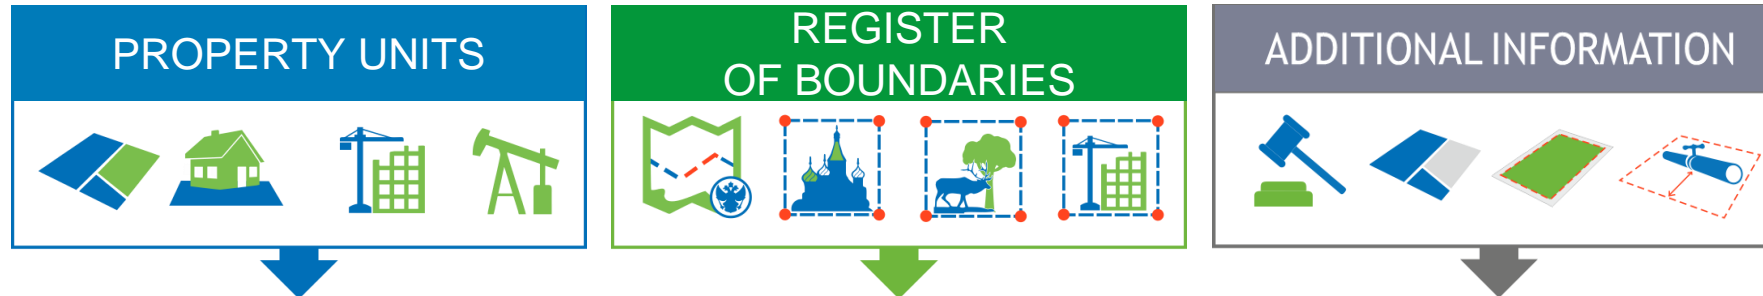 PROPERTY UNITS
REGISTER
OF BOUNDARIES
ADDITIONAL INFORMATION